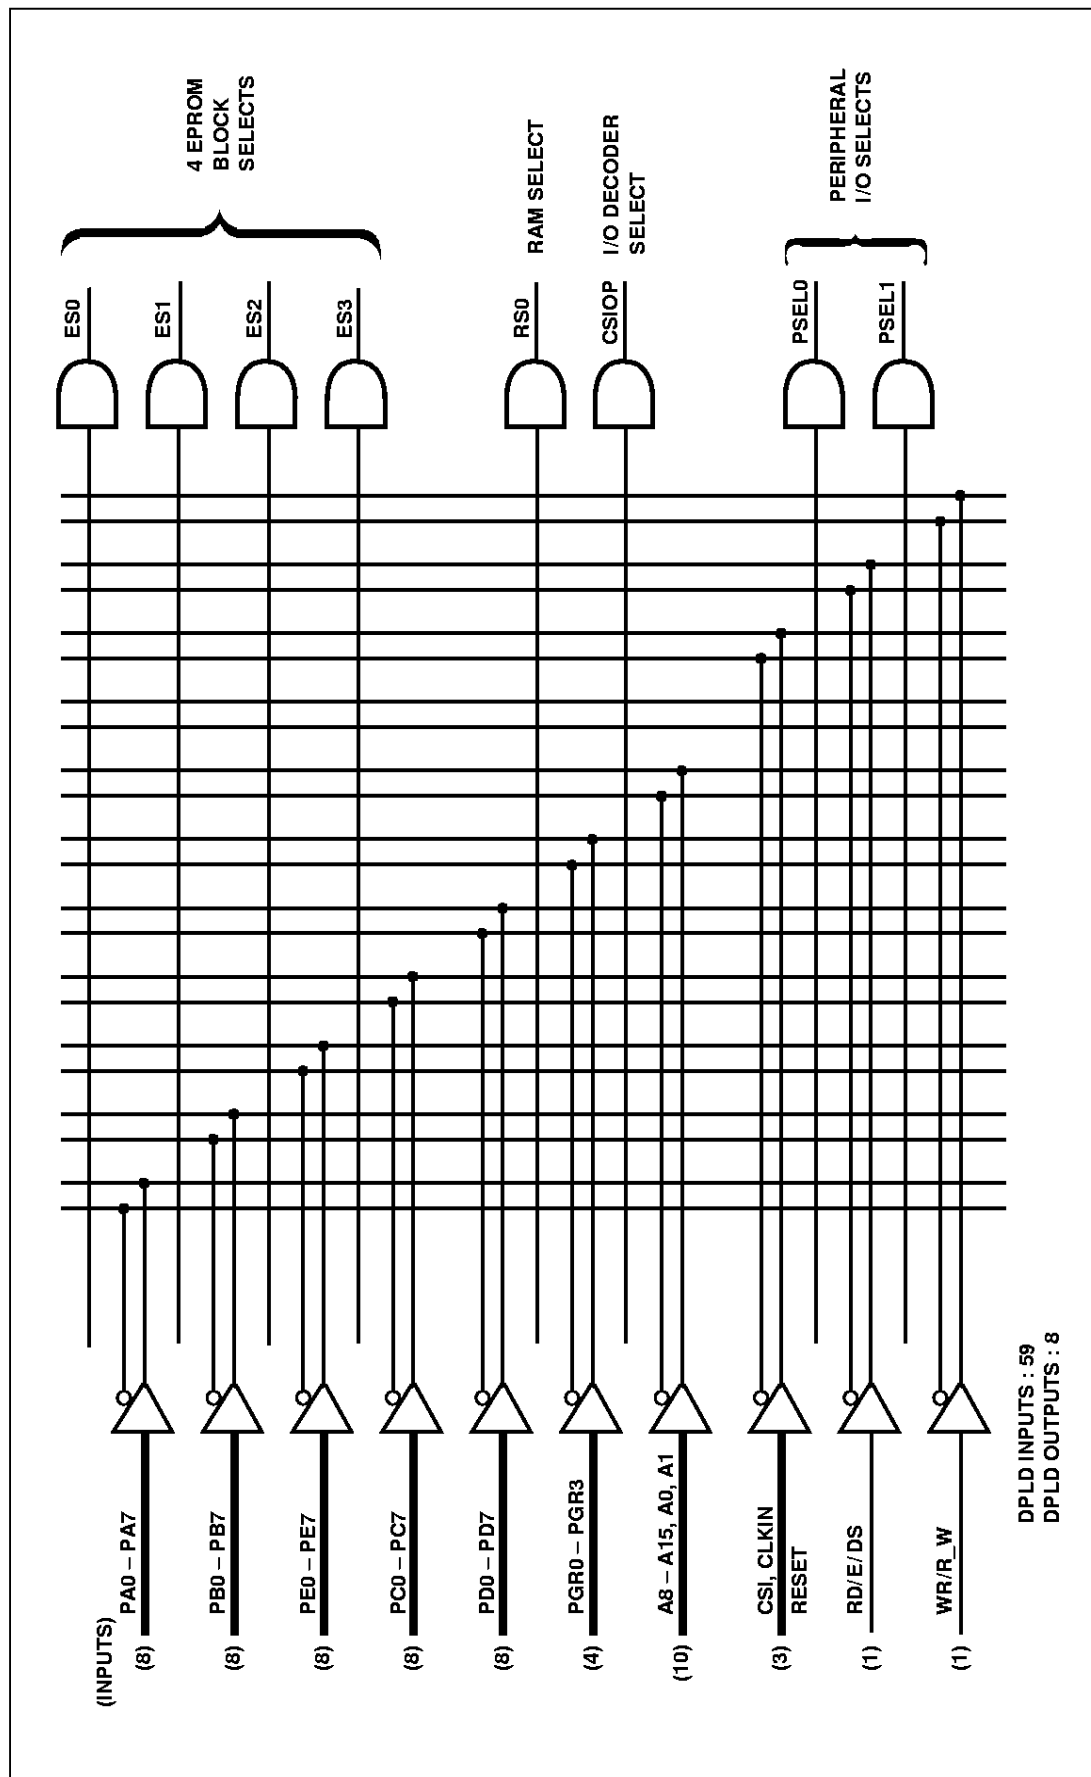 (INPUTS)
(8)
PA0 – PA7
(8)
PB0 – PB7
(8)
PE0 – PE7
(8)
PC0 – PC7
(8)
PD0 – PD7
(4)
PGR0 – PGR3
(10)
A8 – A15, A0, A1
(3)
CSI, CLKIN
RESET
(1)
RD/E/DS
(1)
WR/R_W
ES0
ES1
ES2
ES3
4 EPROM
BLOCK
SELECTS
RS0
RAM SELECT
CSIOP
I/O DECODER
SELECT
PSEL0
PSEL1
PERIPHERAL
I/O SELECTS
DPLD INPUTS : 59
DPLD OUTPUTS : 8